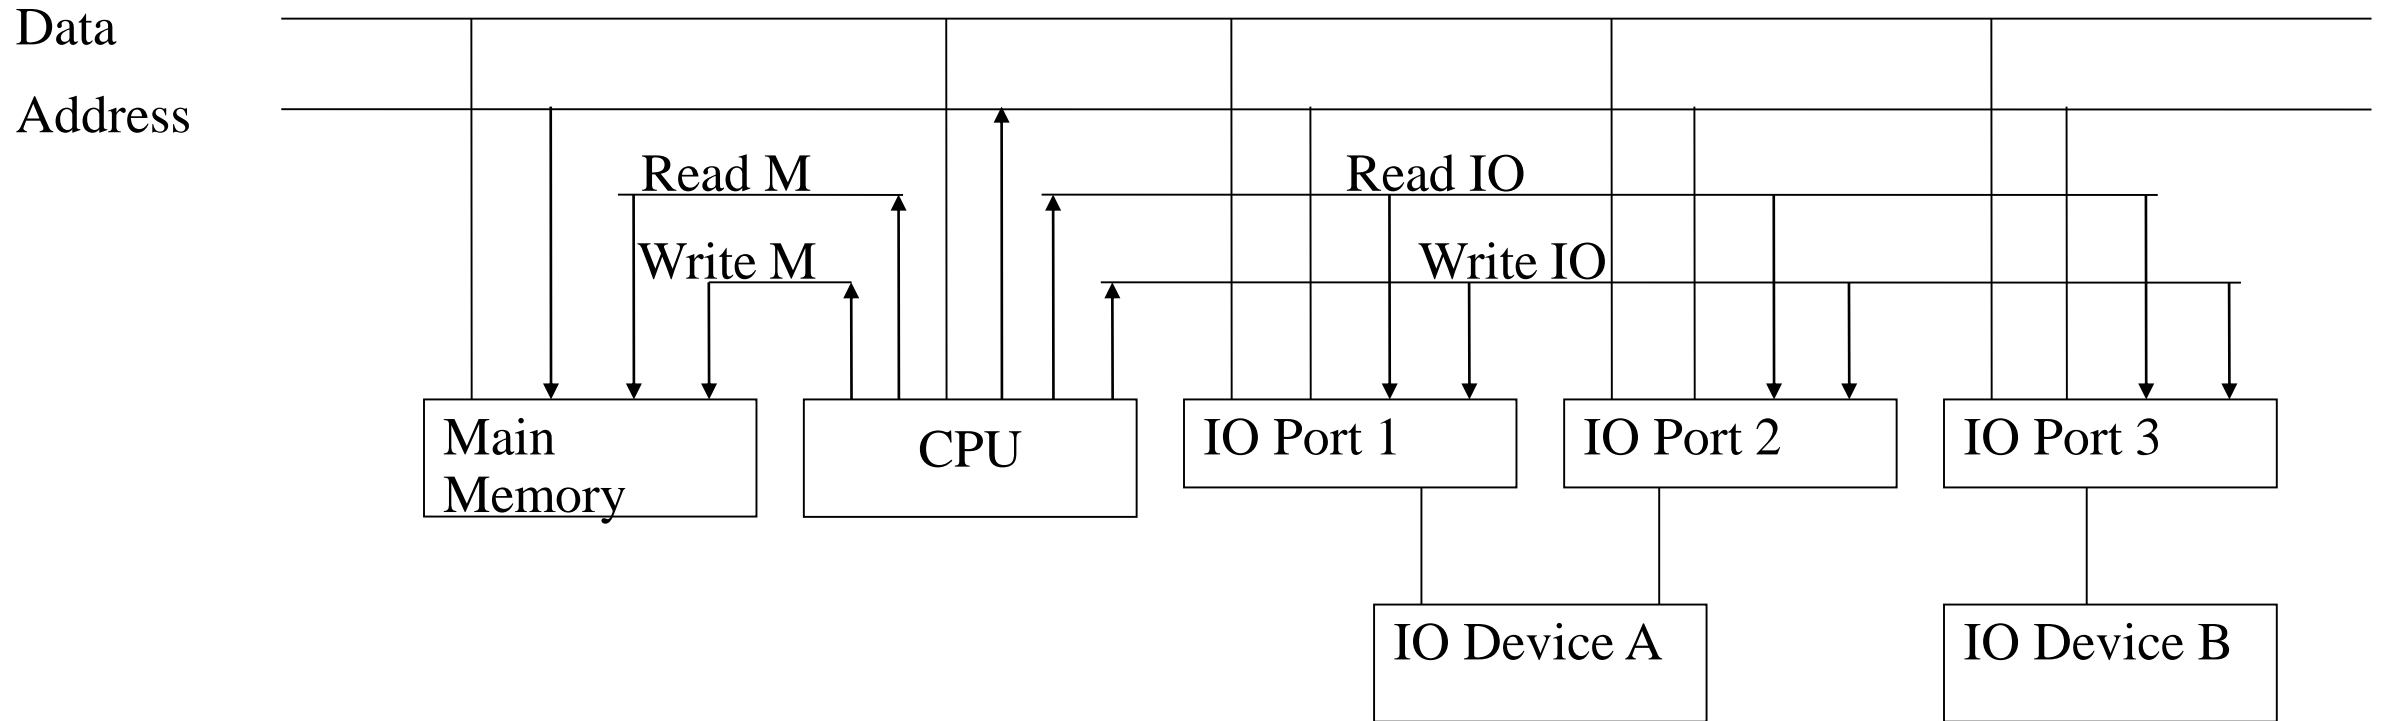 Data
Address
Read M
Read IO
Write M
Write IO
Main
Memory
CPU
IO Port 1
IO Port 2
IO Port 3
IO Device A
IO Device B